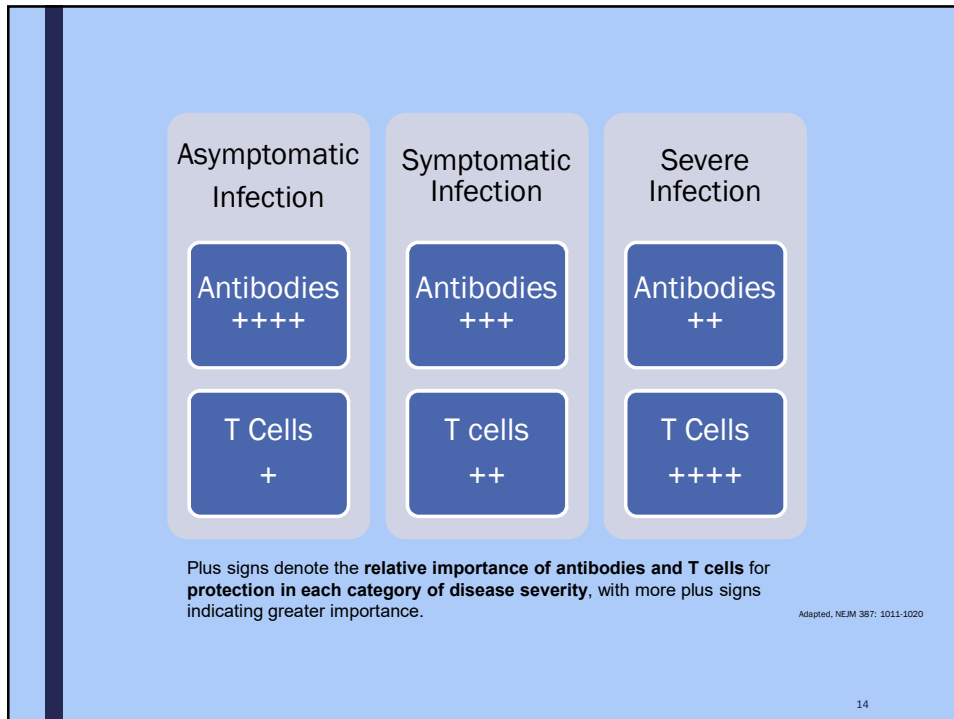 Asymptomatic
Infection
Antibodies
++++
T Cells
+
Symptomatic
Infection
Antibodies
+++
T cells
++
Severe
Infection
Antibodies
++
T Cells
++++
Plus signs denote the relative importance of antibodies and T cells for
protection in each category of disease severity, with more plus signs
indicating greater importance.
Adapted, NEJM 387: 1011-1020
14